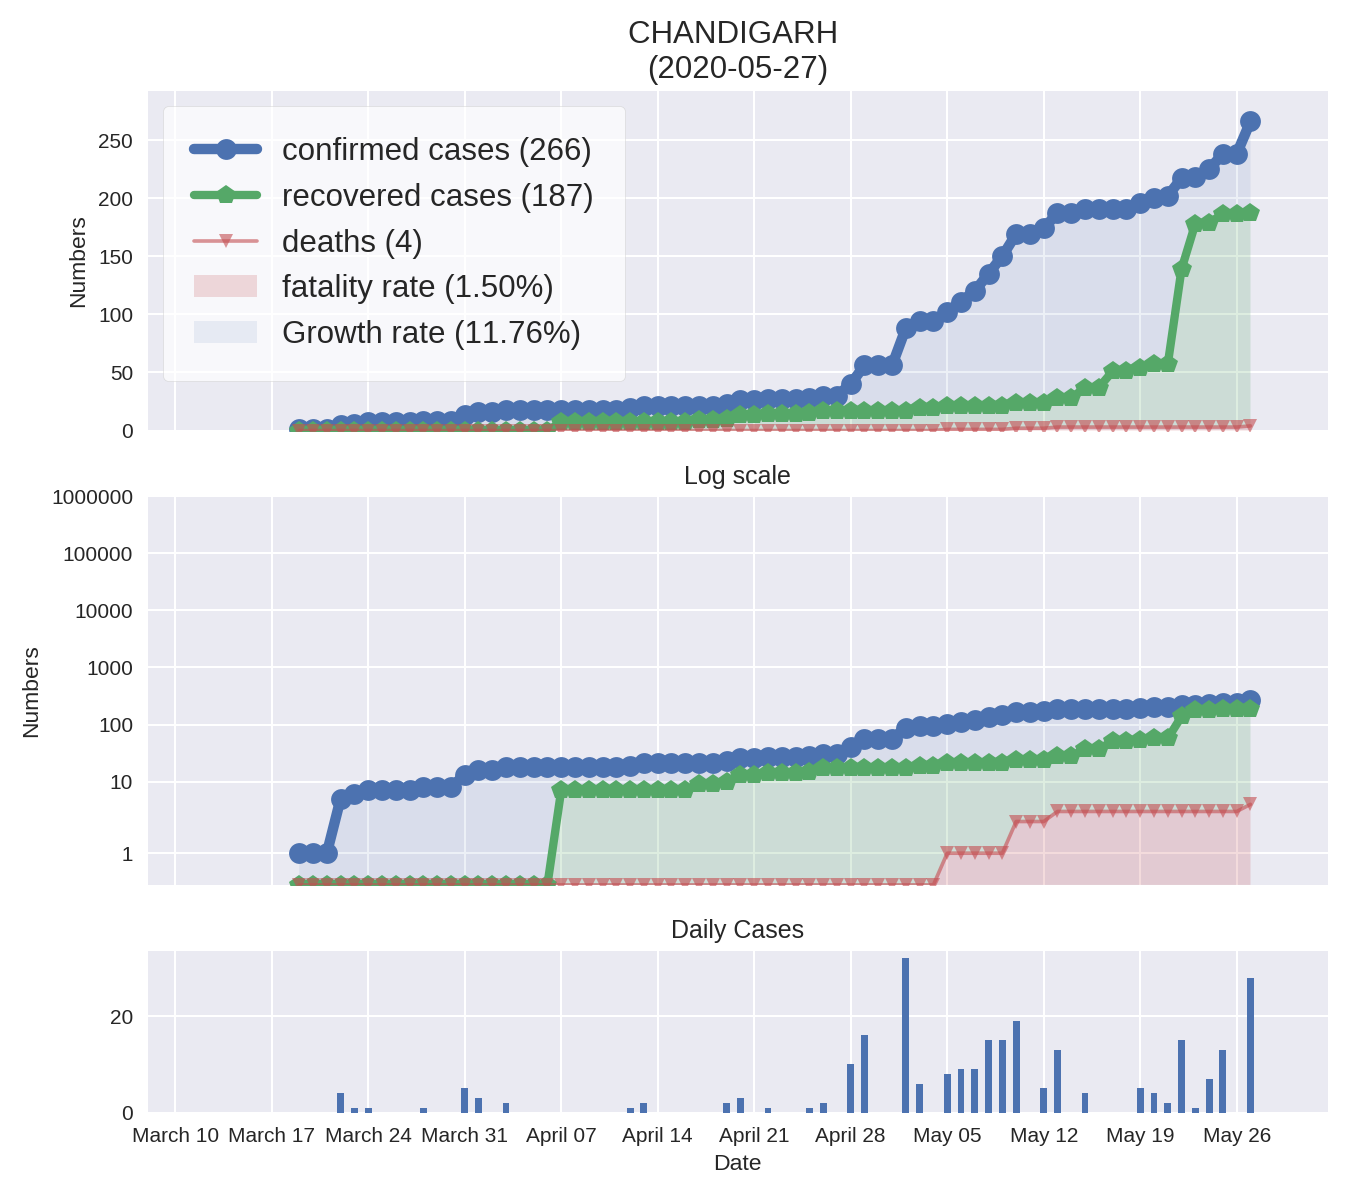 CHANDIGARH
(2020-05-27)
confirmed cases (266)
recovered cases (187)
deaths (4)
fatality rate (1.50%)
Growth rate (11.76%)
Numbers
250
200
150
100
50
0
Log scale
Numbers
1000000
100000
10000
1000
100
10
1
Daily Cases
20
0
March 10 March 17 March 24 March 31 April 07 April 14 April 21 April 28 May 05 May 12 May 19 May 26
Date